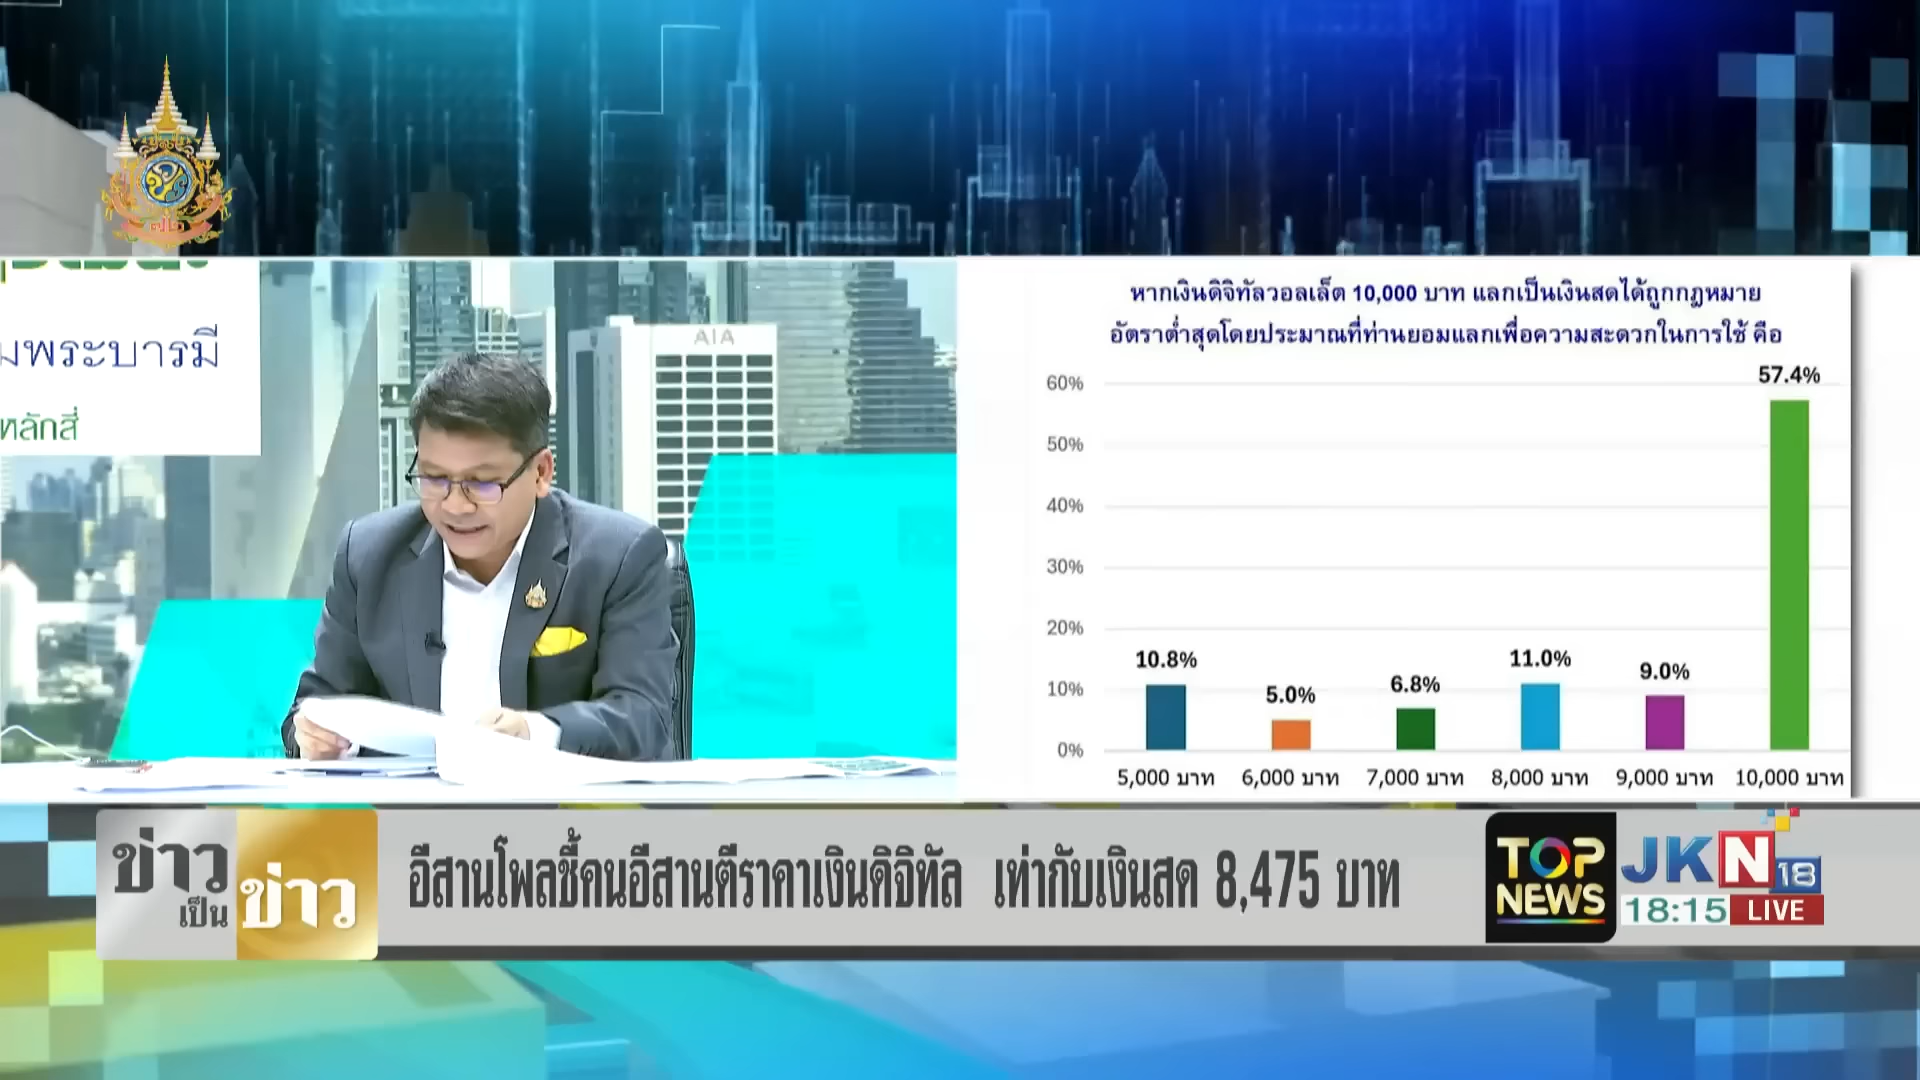 ๗๒
มพระบารมี
หลักสี่
AIA
หากเงินดิจิทัลวอลเล็ต 10,000 บาท แลกเป็นเงินสดได้ถูกกฎหมาย
อัตราต่ำสุดโดยประมาณที่ท่านยอมแลกเพื่อความสะดวกในการใช้ คือ
60%
50%
40%
30%
20%
10%
0%
10.8%
5.0%
6.8%
11.0%
9.0%
57.4%
5,000 บาท
6,000 บาท
7,000 บาท
8,000 บาท
9,000 บาท
10,000 บาท
ข่าว
เป็น
ข่าว
อีสานโพลชี้คนอีสานตีราคาเงินดิจิทัล เท่ากับเงินสด 8,475 บาท
TOP
NEWS
JKN
18
18:15 LIVE